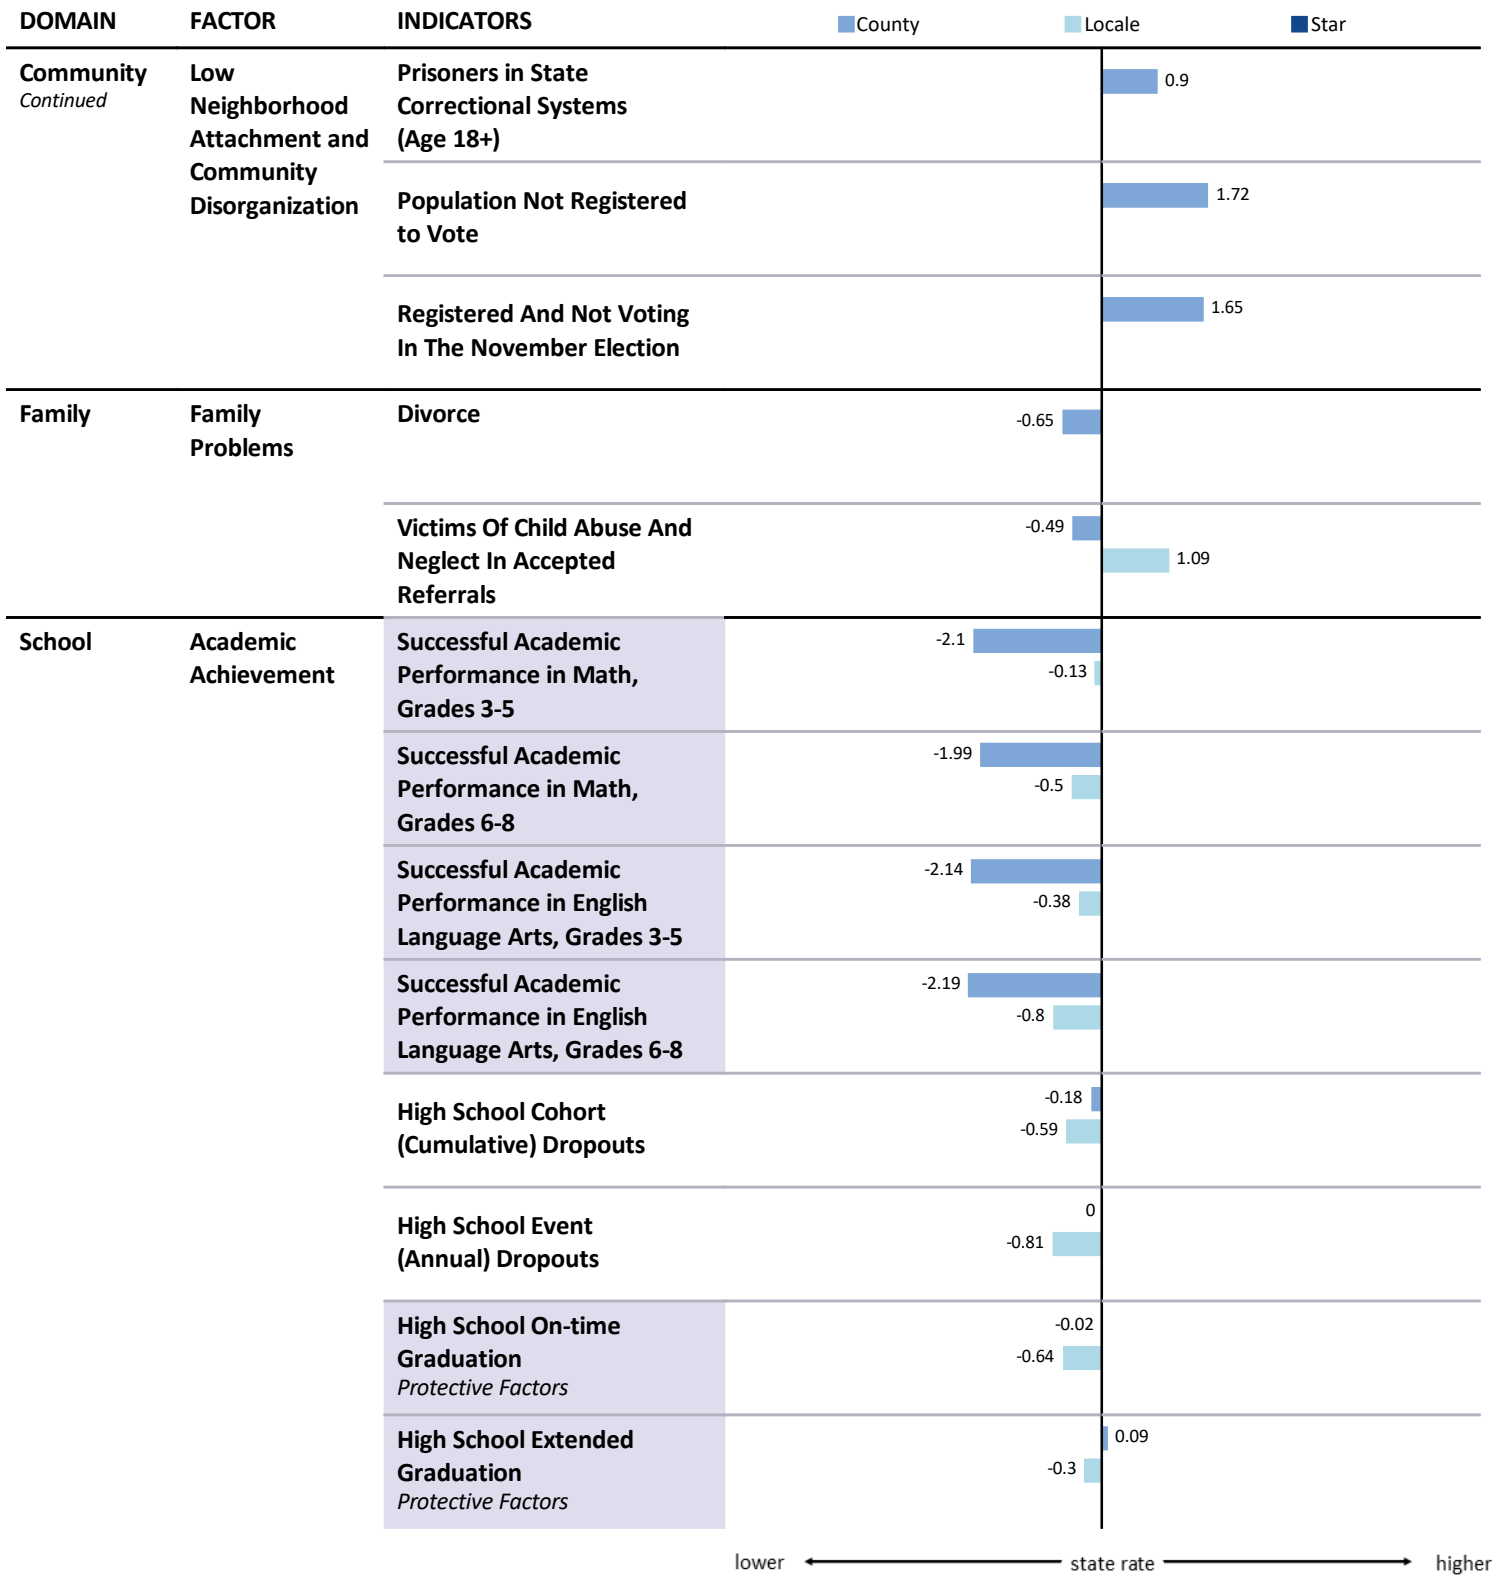 DOMAIN FACTOR INDICATORS County Locale Star
Community
Continued
Low
Neighborhood
Attachment and
Community
Disorganization
Prisoners in State
Correctional Systems
(Age 18+)
0.9
Population Not Registered
to Vote
1.72
Registered And Not Voting
In The November Election
1.65
Family
Family
Problems
Divorce
-0.65
Victims Of Child Abuse And
Neglect In Accepted
Referrals
-0.49
1.09
School
Academic
Achievement
Successful Academic
Performance in Math,
Grades 3-5
-2.1
-0.13
Successful Academic
Performance in Math,
Grades 6-8
-1.99
-0.5
Successful Academic
Performance in English
Language Arts, Grades 3-5
-2.14
-0.38
Successful Academic
Performance in English
Language Arts, Grades 6-8
-2.19
-0.8
High School Cohort
(Cumulative) Dropouts
-0.18
-0.59
High School Event
(Annual) Dropouts
0
-0.81
High School On-time
Graduation
Protective Factors
-0.02
-0.64
High School Extended
Graduation
Protective Factors
0.09
-0.3
lower state rate higher